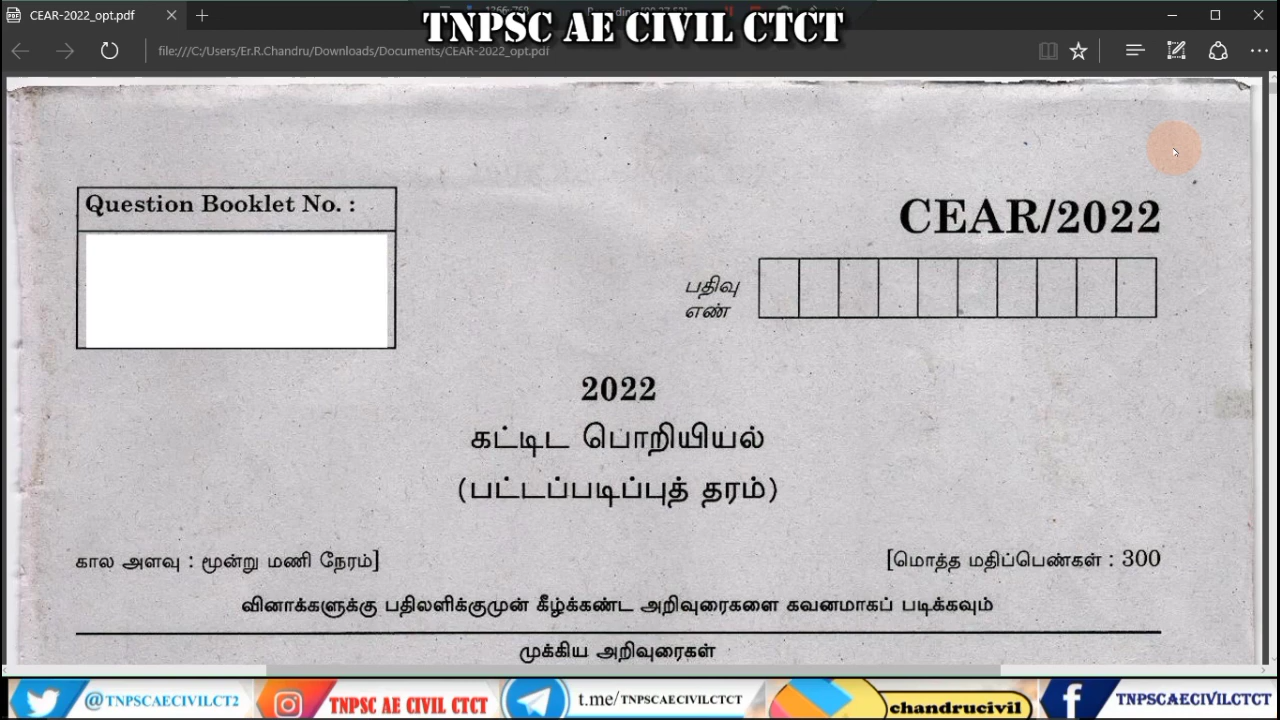 CEAR-2022_opt.pdf
TNPSC AE CIVIL CTCT
file:///C:/Users/Er.R.Chandru/Downloads/Documents/CEAR-2022_opt.pdf
Question Booklet No. :
CEAR/2022
பதிவு
எண்
2022
கட்டிட பொறியியல்
(பட்டப்படிப்புத் தரம்)
கால அளவு : மூன்று மணி நேரம்]
[மொத்த மதிப்பெண்கள் : 300
வினாக்களுக்கு பதிலளிக்குமுன் கீழ்க்கண்ட அறிவுரைகளை கவனமாகப் படிக்கவும்
முக்கிய அறிவுரைகள்
@TNPSCAECIVILCT2
TNPSC AE CIVIL CTCT
t.me/TNPSCAECIVILCTCT
chandrucivil
TNPSCAECIVILCTCT